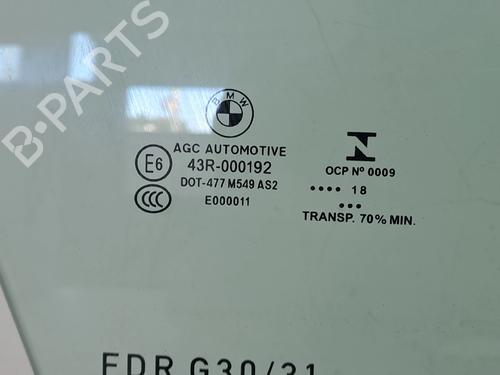 B-PARTS
BMW
AGC AUTOMOTIVE
E6 43R-000192
DOT-477 M549 AS2
CCC E000011
N
OCP Nº 0009
•••• 18
•••
TRANSP. 70% MIN.
FDR G30/31